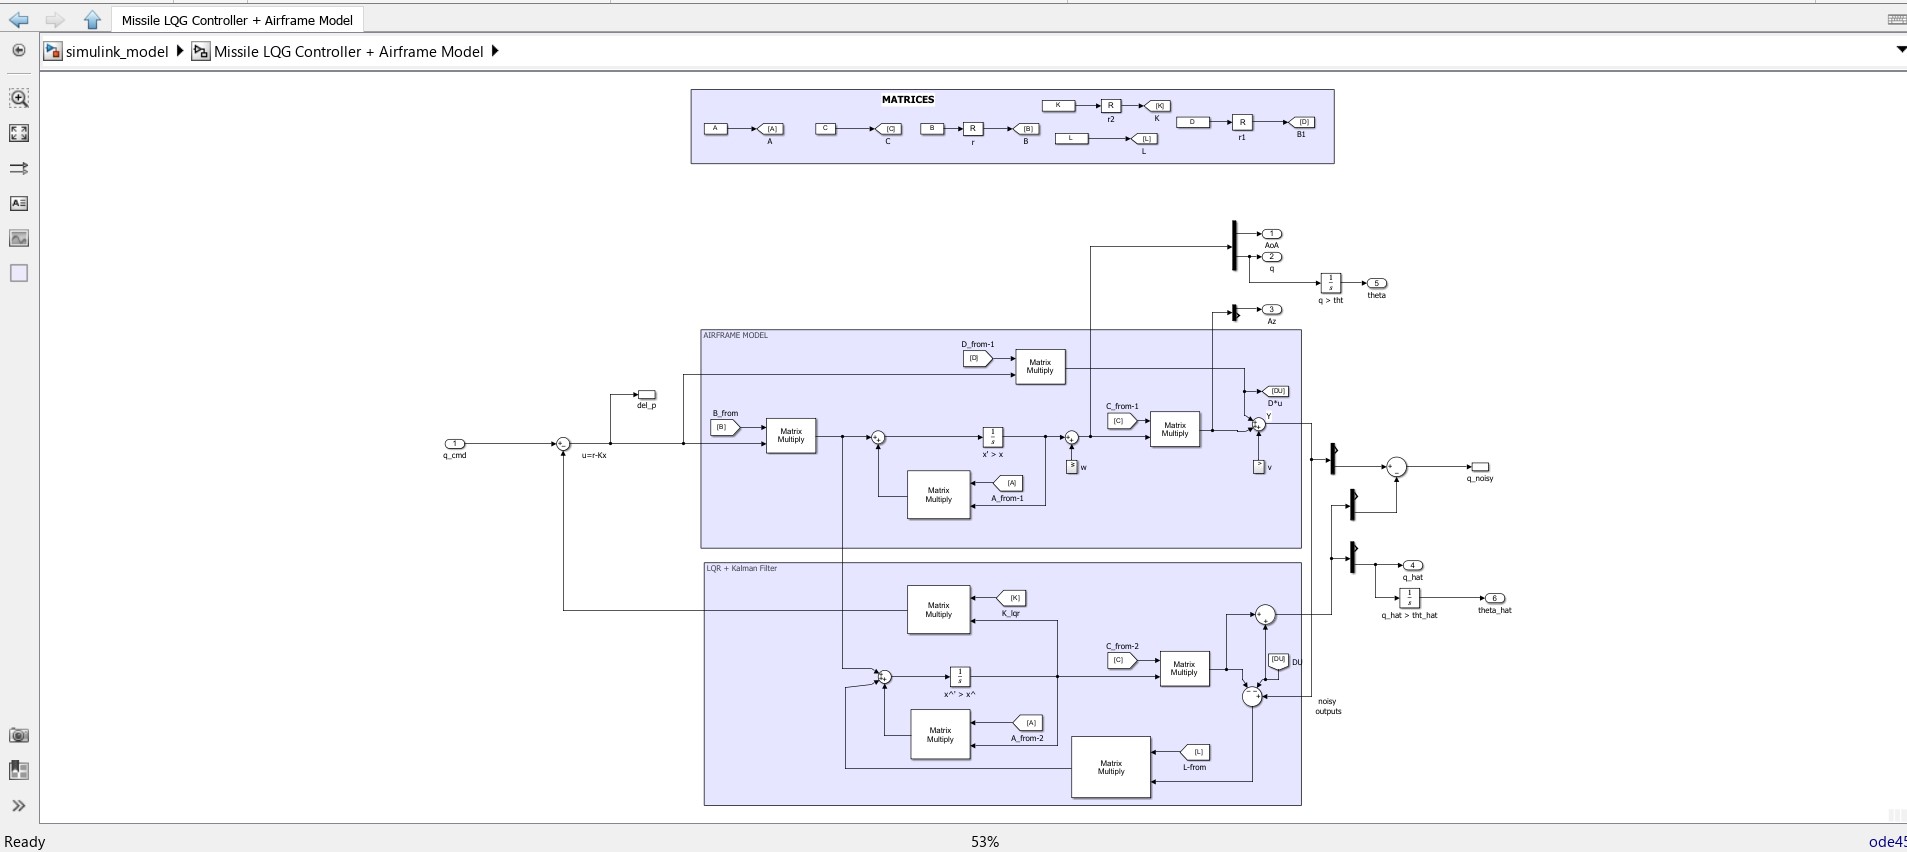 Missile LQG Controller + Airframe Model
simulink_model
Missile LQG Controller + Airframe Model
MATRICES
A
[A]
A
C
[C]
C
B
R
r
[B]
B
K
R
r2
[K]
K
L
[L]
L
D
R
r1
[D]
B1
1
AoA
2
q
1
s
q > tht
5
theta
3
Az
AIRFRAME MODEL
D_from-1
[D]
Matrix
Multiply
[DU]
D*u
Y
del_p
1
q_cmd
u=r-Kx
B_from
[B]
Matrix
Multiply
1
s
x' > x
w
C_from-1
[C]
Matrix
Multiply
v
Matrix
Multiply
[A]
A_from-1
q_noisy
LQR + Kalman Filter
Matrix
Multiply
[K]
K_lqr
4
q_hat
1
s
q_hat > tht_hat
6
theta_hat
1
s
x^' > x^
C_from-2
[C]
Matrix
Multiply
[DU]
DU
noisy
outputs
Matrix
Multiply
[A]
A_from-2
Matrix
Multiply
[L]
L-from
Ready
53%
ode45